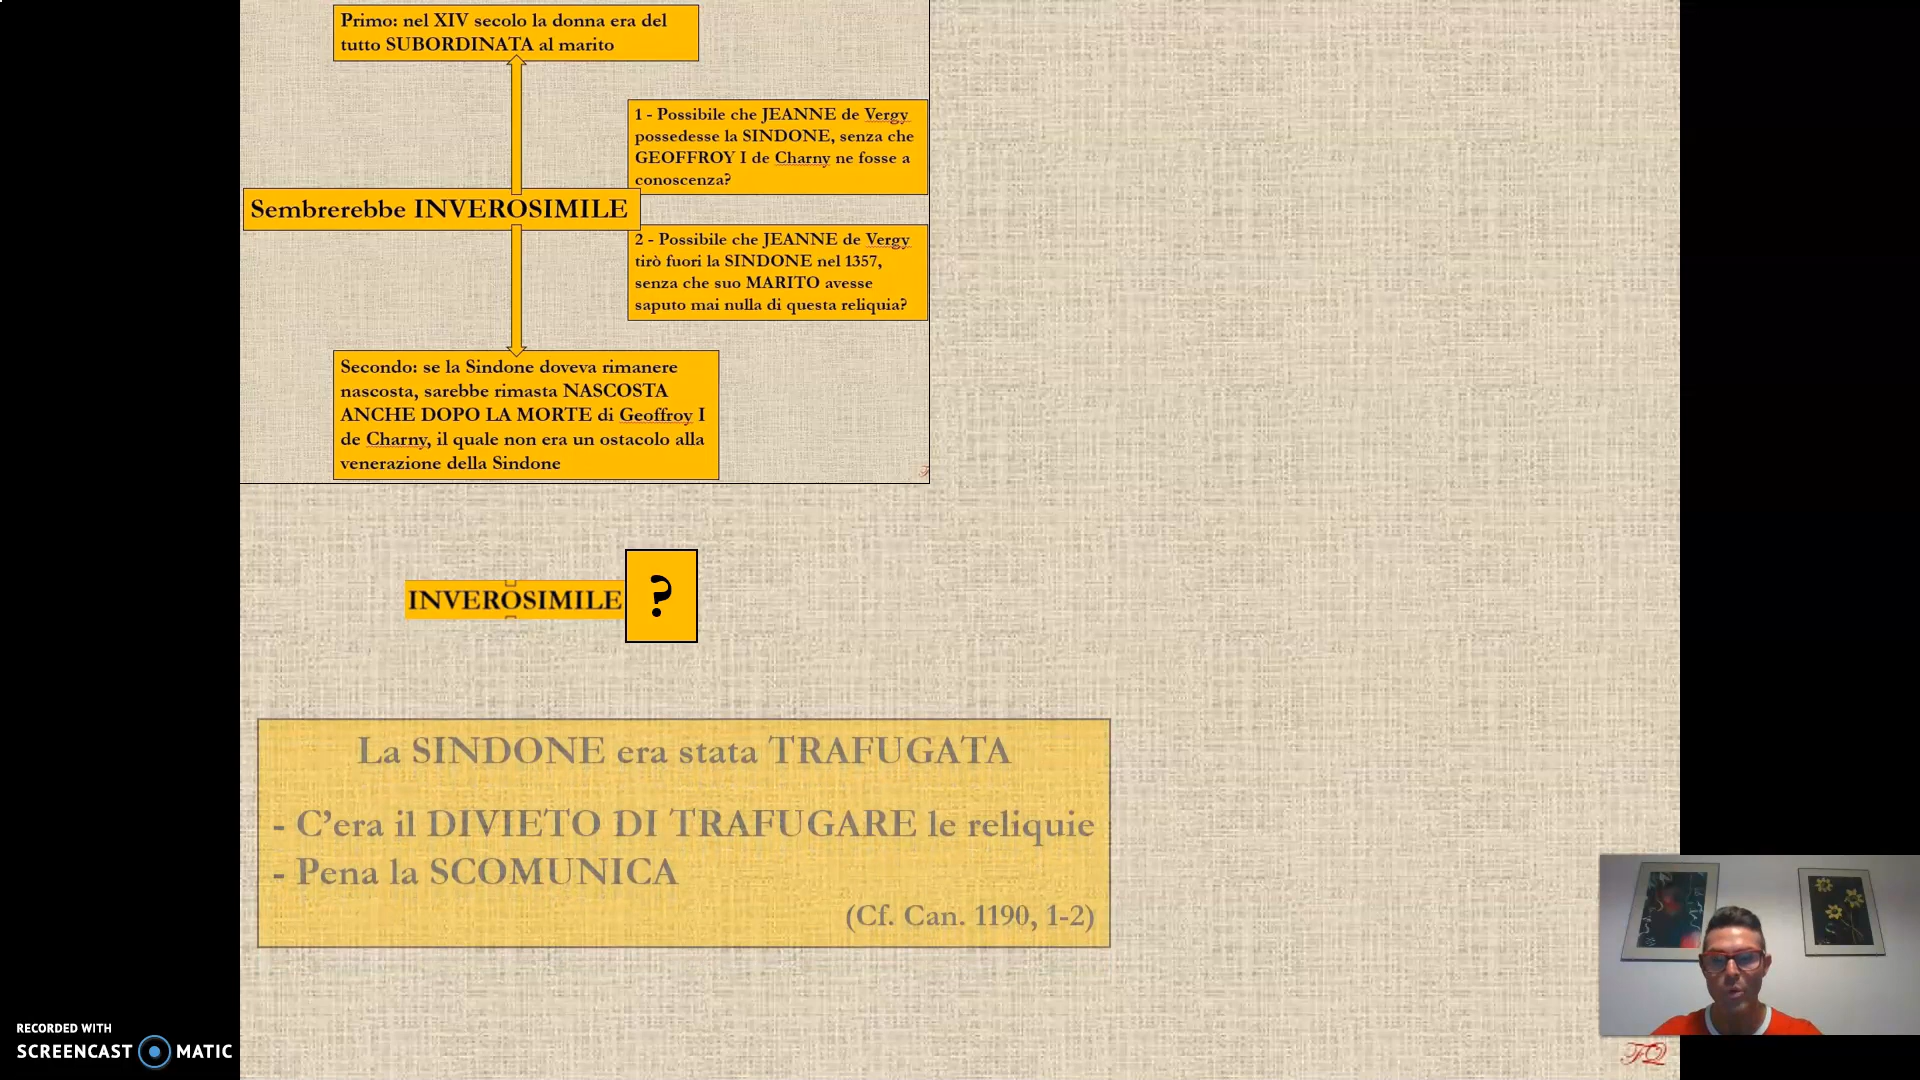 Primo: nel XIV secolo la donna era del
tutto SUBORDINATA al marito
1 - Possibile che JEANNE de Vergy
possedesse la SINDONE, senza che
GEOFFROY I de Charny ne fosse a
conoscenza?
Sembrerebbe INVEROSIMILE
2 - Possibile che JEANNE de Vergy
tirò fuori la SINDONE nel 1357,
senza che suo MARITO avesse
saputo mai nulla di questa reliquia?
Secondo: se la Sindone doveva rimanere
nascosta, sarebbe rimasta NASCOSTA
ANCHE DOPO LA MORTE di Geoffroy I
de Charny, il quale non era un ostacolo alla
venerazione della Sindone
INVEROSIMILE ?
La SINDONE era stata TRAFUGATA
- C’era il DIVIETO DI TRAFUGARE le reliquie
- Pena la SCOMUNICA
(Cf. Can. 1190, 1-2)
RECORDED WITH
SCREENCAST MATIC
FQ